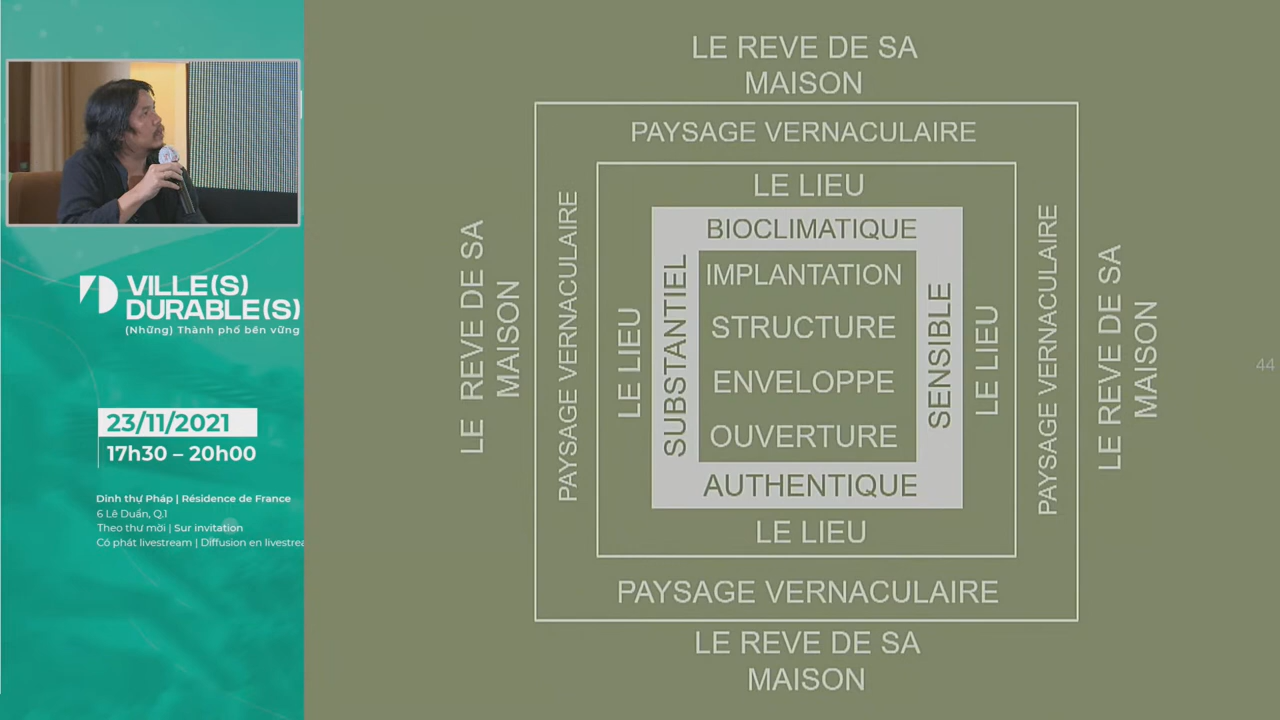 VILLE(S)
DURABLE(S)
(Những) Thành phố bền vững
23/11/2021
17h30 – 20h00
Dinh thự Pháp | Résidence de France
6 Lê Duẩn, Q.1
Theo thư mời | Sur invitation
Có phát livestream | Diffusion en livestrea
LE REVE DE SA
MAISON
PAYSAGE VERNACULAIRE
LE LIEU
BIOCLIMATIQUE
LE REVE DE SA
MAISON
PAYSAGE VERNACULAIRE
LE LIEU
SUBSTANTIEL
IMPLANTATION
STRUCTURE
ENVELOPPE
OUVERTURE
SENSIBLE
LE LIEU
PAYSAGE VERNACULAIRE
LE REVE DE SA
MAISON
44
AUTHENTIQUE
LE LIEU
PAYSAGE VERNACULAIRE
LE REVE DE SA
MAISON